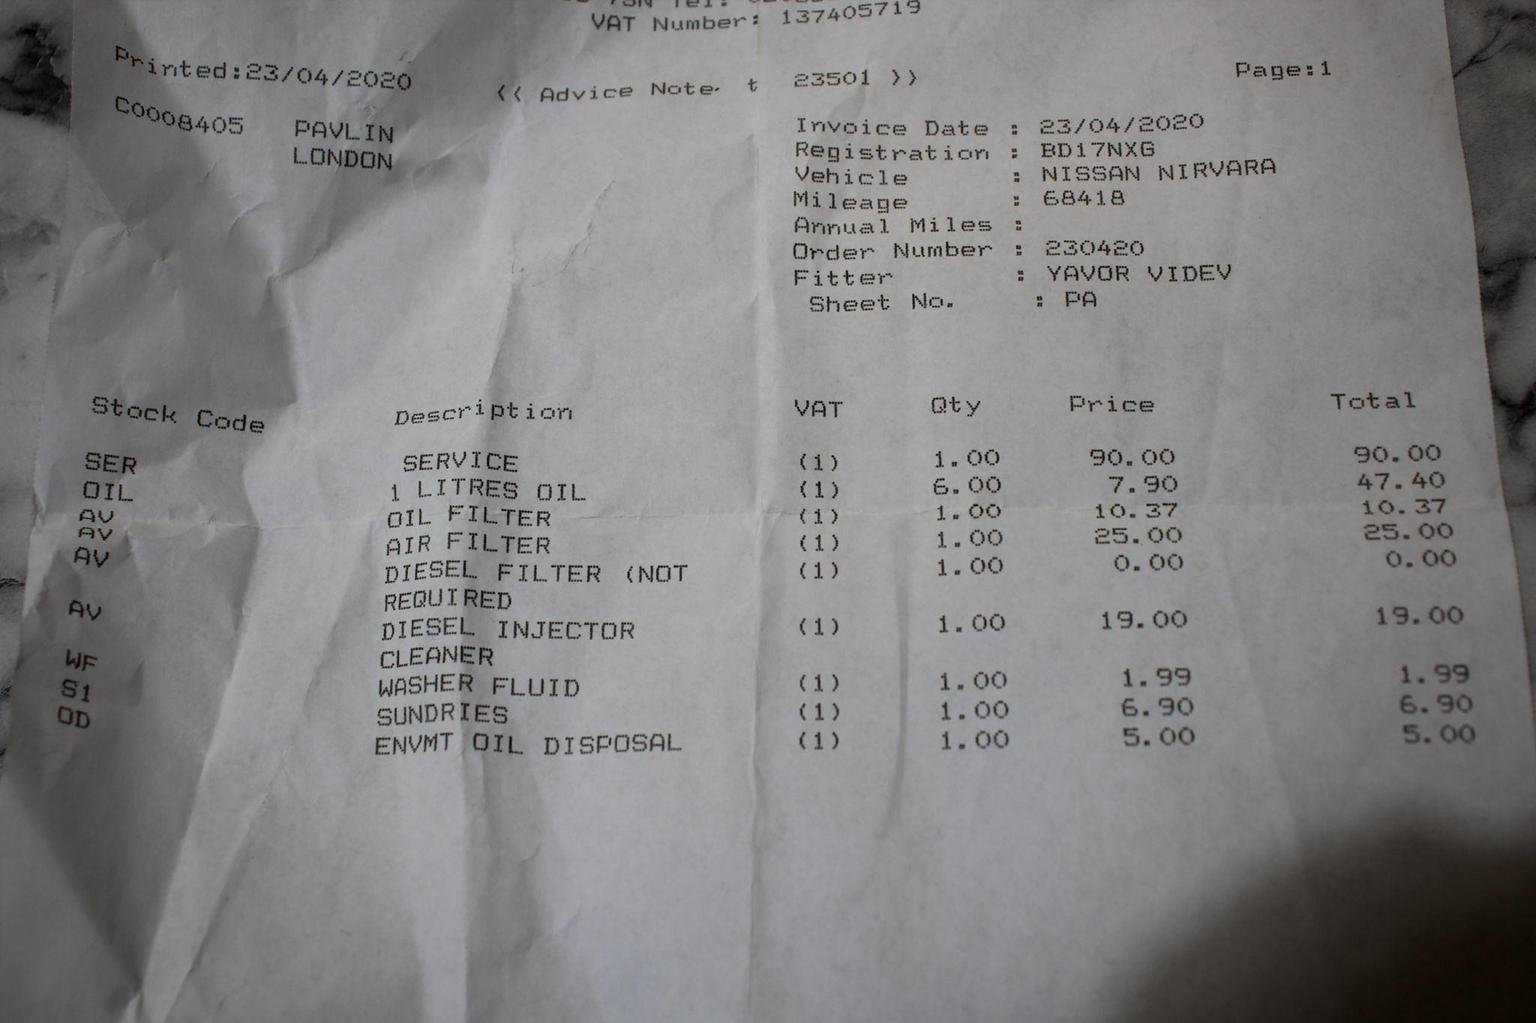 VAT Number: 137405719
Printed:23/04/2020
<< Advice Note. t 23501 >>
Page:1
C0008405 PAVLIN
LONDON
Invoice Date : 23/04/2020
Registration : BD17NXG
Vehicle : NISSAN NIRVARA
Mileage : 68418
Annual Miles :
Order Number : 230420
Fitter : YAVOR VIDEV
Sheet No. : PA
Stock Code Description VAT Qty Price Total
SER SERVICE (1) 1.00 90.00 90.00
OIL 1 LITRES OIL (1) 6.00 7.90 47.40
AV OIL FILTER (1) 1.00 10.37 10.37
AV AIR FILTER (1) 1.00 25.00 25.00
AV DIESEL FILTER (NOT (1) 1.00 0.00 0.00
REQUIRED
AV DIESEL INJECTOR (1) 1.00 19.00 19.00
CLEANER
WF WASHER FLUID (1) 1.00 1.99 1.99
S1 SUNDRIES (1) 1.00 6.90 6.90
OD ENVMT OIL DISPOSAL (1) 1.00 5.00 5.00